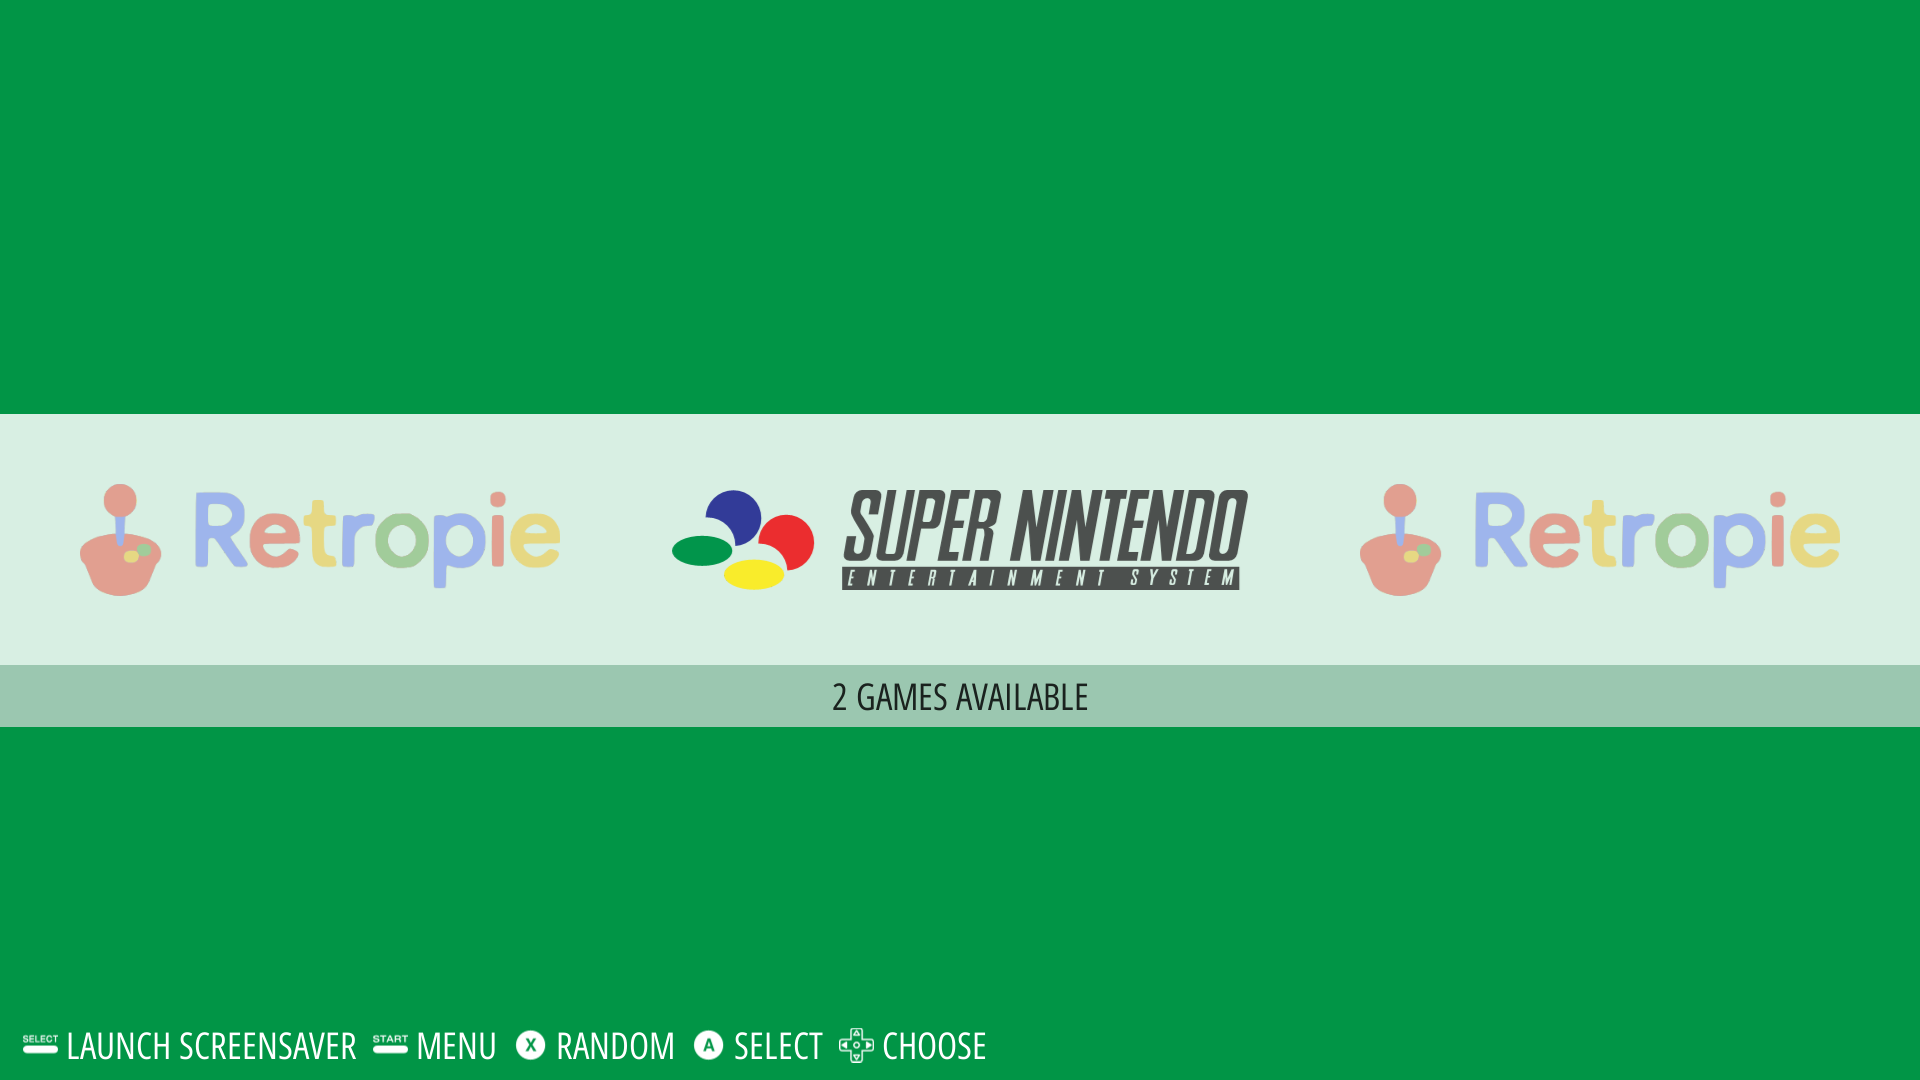 Retropie
SUPER NINTENDO
ENTERTAINMENT SYSTEM
Retropie
2 GAMES AVAILABLE
SELECT LAUNCH SCREENSAVER START MENU X RANDOM A SELECT CHOOSE